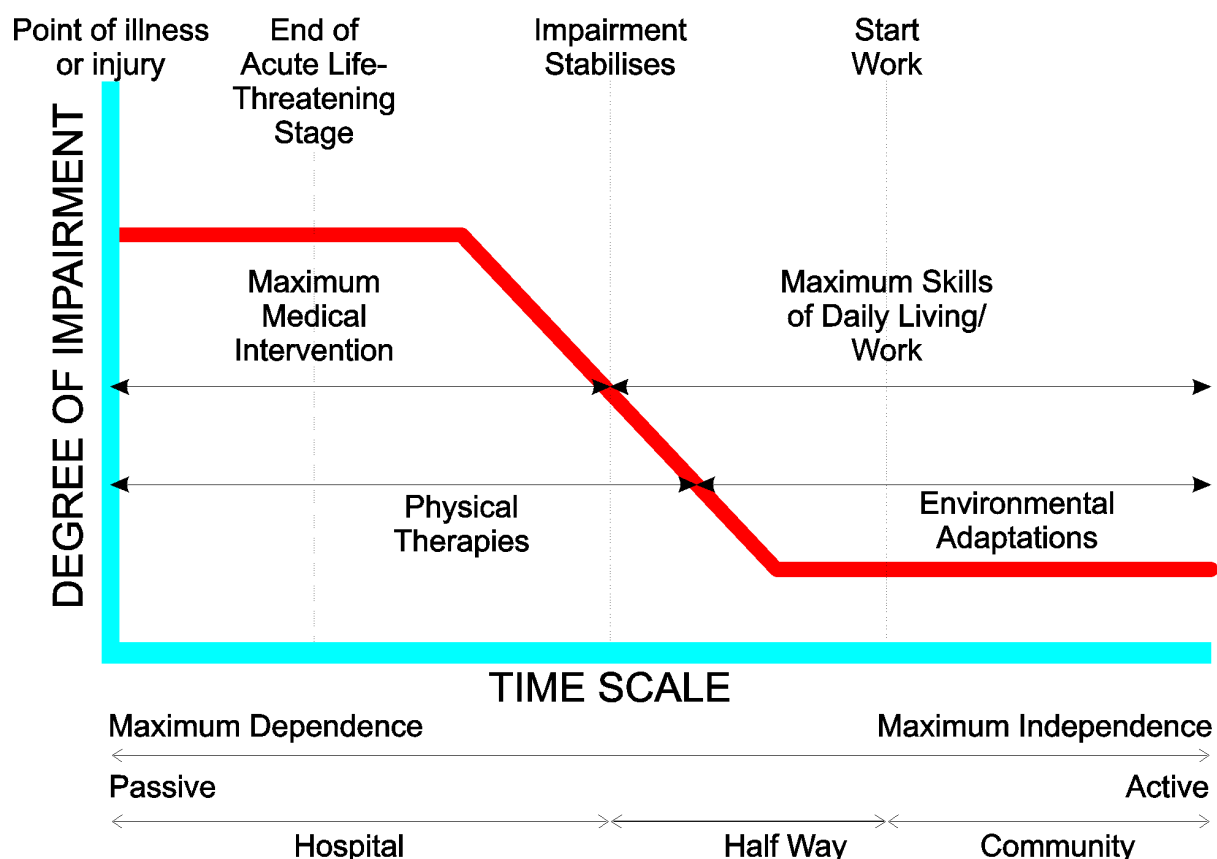 Point of illness
or injury
End of
Acute Life-
Threatening
Stage
Impairment
Stabilises
Start
Work
DEGREE OF IMPAIRMENT
Maximum
Medical
Intervention
Maximum Skills
of Daily Living/
Work
Physical
Therapies
Environmental
Adaptations
TIME SCALE
Maximum Dependence
Maximum Independence
Passive
Active
Hospital
Half Way
Community